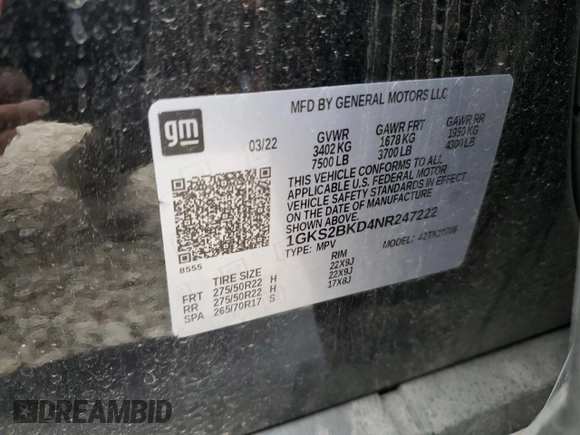 MFD BY GENERAL MOTORS LLC
gm
03/22
GVWR GAWR FRT GAWR RR
3402 KG 1678 KG 1950 KG
7500 LB 3700 LB 4300 LB
THIS VEHICLE CONFORMS TO ALL
APPLICABLE U.S. FEDERAL MOTOR
VEHICLE SAFETY STANDARDS IN EFFECT
ON THE DATE OF MANUFACTURE
SHOWN ABOVE.
1GKS2BKD4NR247222
TYPE: MPV MODEL:
8555
TIRE SIZE RIM
FRT 275/50R22 H 22X9J
RR 275/50R22 H 22X9J
SPA 265/70R17 S 17X8J
DREAMBID